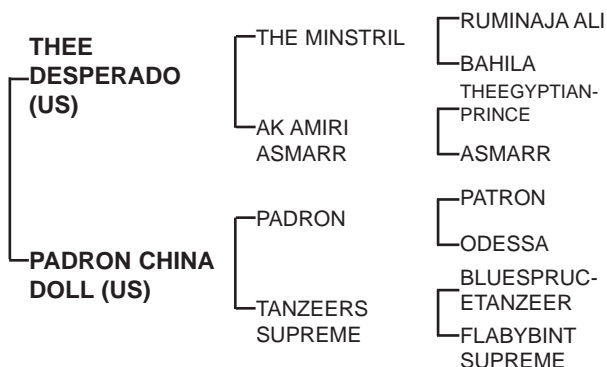 THEE
DESPERADO
(US)
THE MINSTRIL
RUMINAJA ALI
BAHILA
AK AMIRI
ASMARR
THEEGYPTIAN-
PRINCE
ASMARR
PADRON CHINA
DOLL (US)
PADRON
PATRON
ODESSA
TANZEERS
SUPREME
BLUESPRUC-
ETANZEER
FLABYBINT
SUPREME